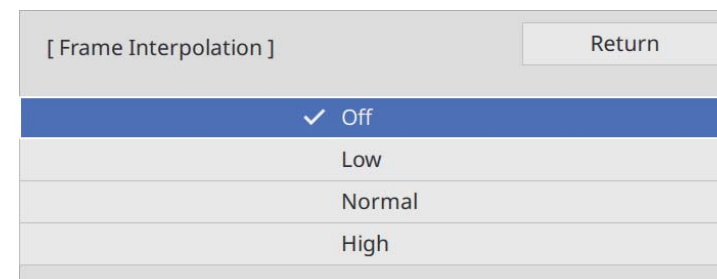 [ Frame Interpolation ]
Return
Off
Low
Normal
High